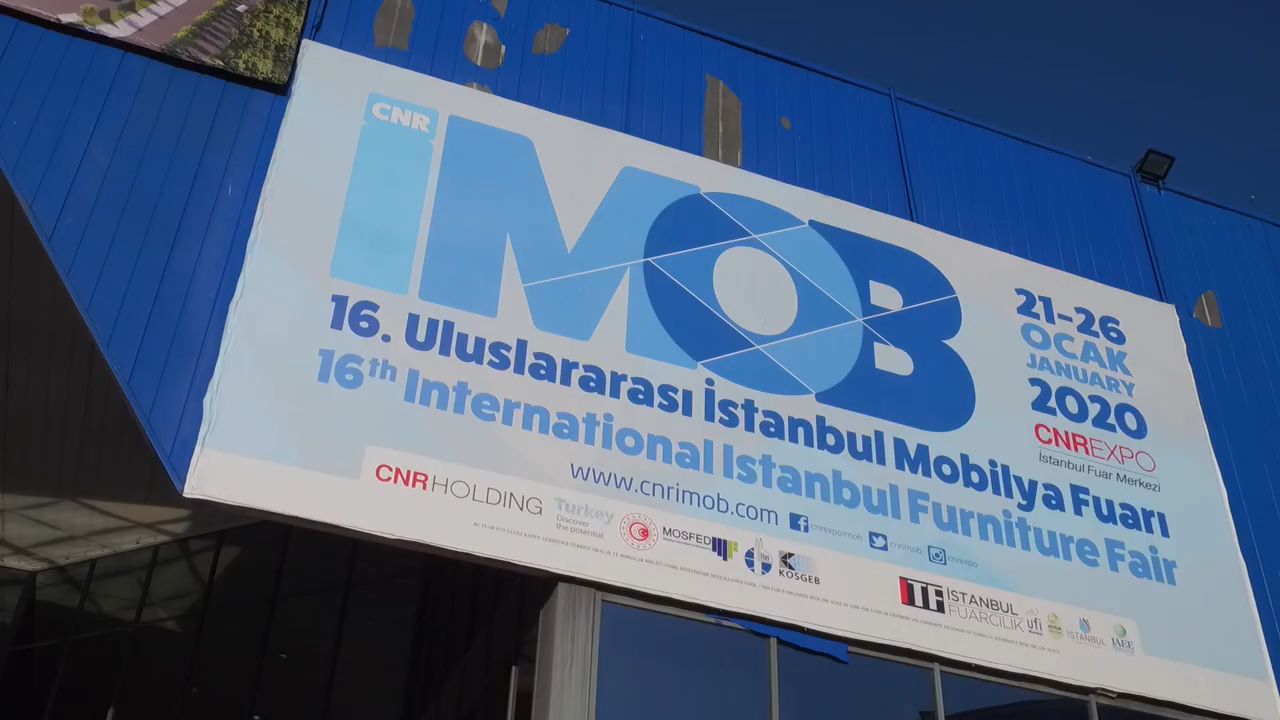 CNR
iMOB
16. Uluslararası İstanbul Mobilya Fuarı
16th International Istanbul Furniture Fair
21-26
OCAK
JANUARY
2020
CNREXPO
İstanbul Fuar Merkezi
www.cnrimob.com
cnrexpoimob
cnrimob
cnrexpo
CNRHOLDING
Turkey
Discover
the potential
MOSFED
KOSGEB
ITF İSTANBUL
FUARCILIK
ufi
İSTANBUL
IAEE